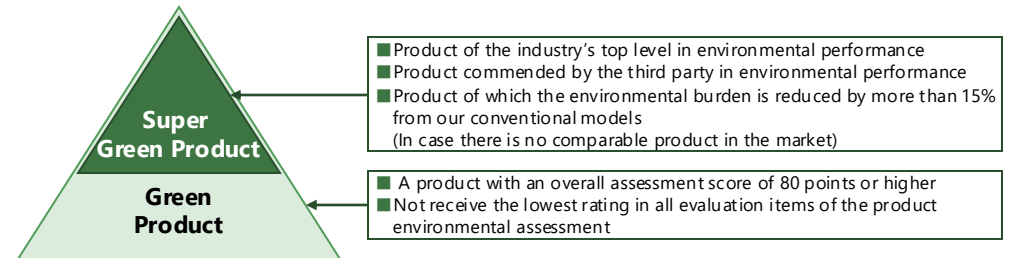 Super
Green Product
Green
Product
■Product of the industry's top level in environmental performance
■Product commended by the third party in environmental performance
■Product of which the environmental burden is reduced by more than 15%
from our conventional models
(In case there is no comparable product in the market)
■ A product with an overall assessment score of 80 points or higher
■Not receive the lowest rating in all evaluation items of the product
environmental assessment